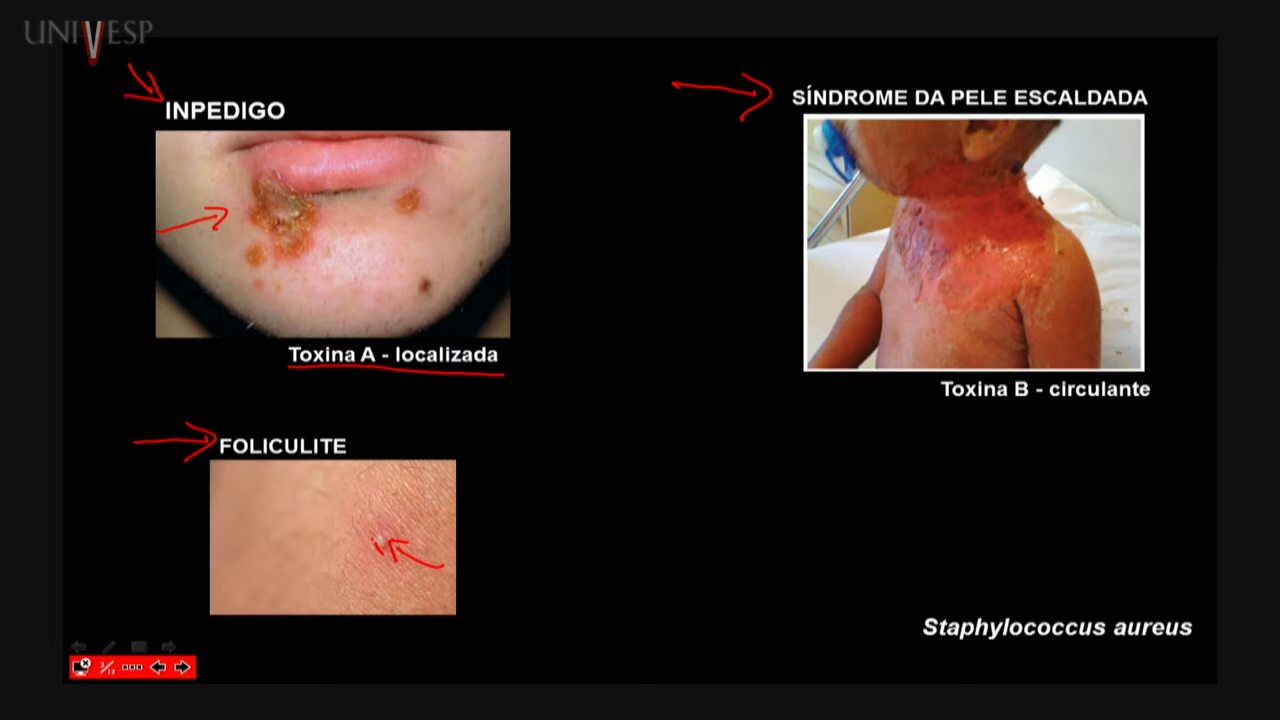 UNIVESP
INPEDIGO
SÍNDROME DA PELE ESCALDADA
Toxina A - localizada
Toxina B - circulante
FOLICULITE
Staphylococcus aureus